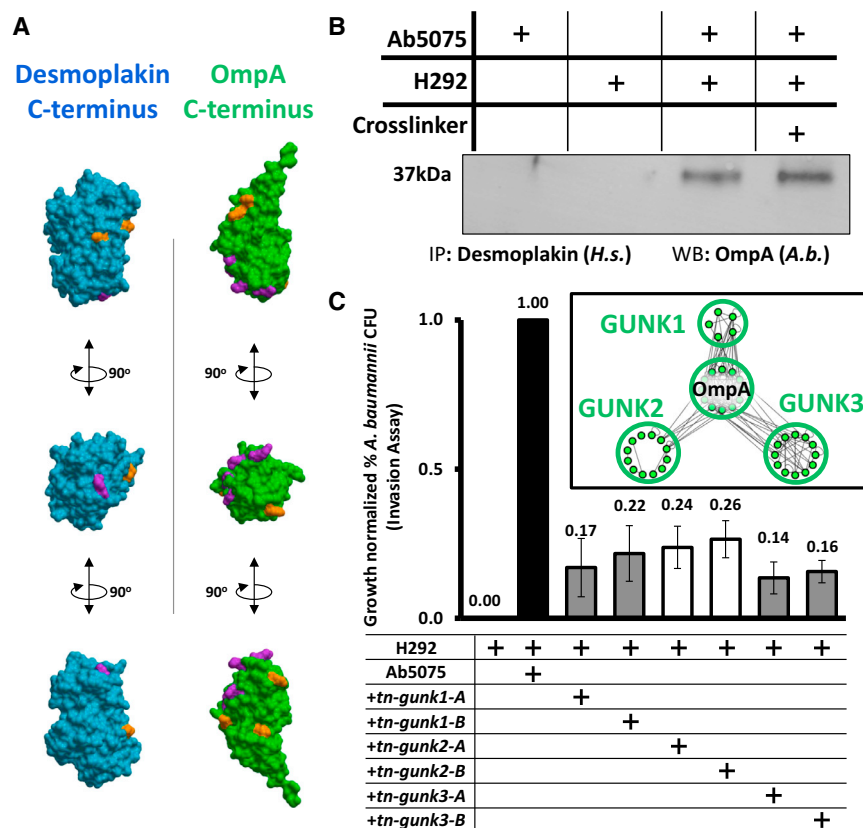 A
Desmoplakin
C-terminus
OmpA
C-terminus
90°
90°
90°
90°
B
Ab5075 + + +
H292 + + +
Crosslinker +
37kDa
IP: Desmoplakin (H.s.) WB: OmpA (A.b.)
C
Growth normalized % A. baumannii CFU
(Invasion Assay)
1.0
0.5
0.0
0.00
1.00
0.17
0.22
0.24
0.26
0.14
0.16
GUNK1
OmpA
GUNK2
GUNK3
H292 + + + + + + + +
Ab5075 +
+tn-gunk1-A +
+tn-gunk1-B +
+tn-gunk2-A +
+tn-gunk2-B +
+tn-gunk3-A +
+tn-gunk3-B +